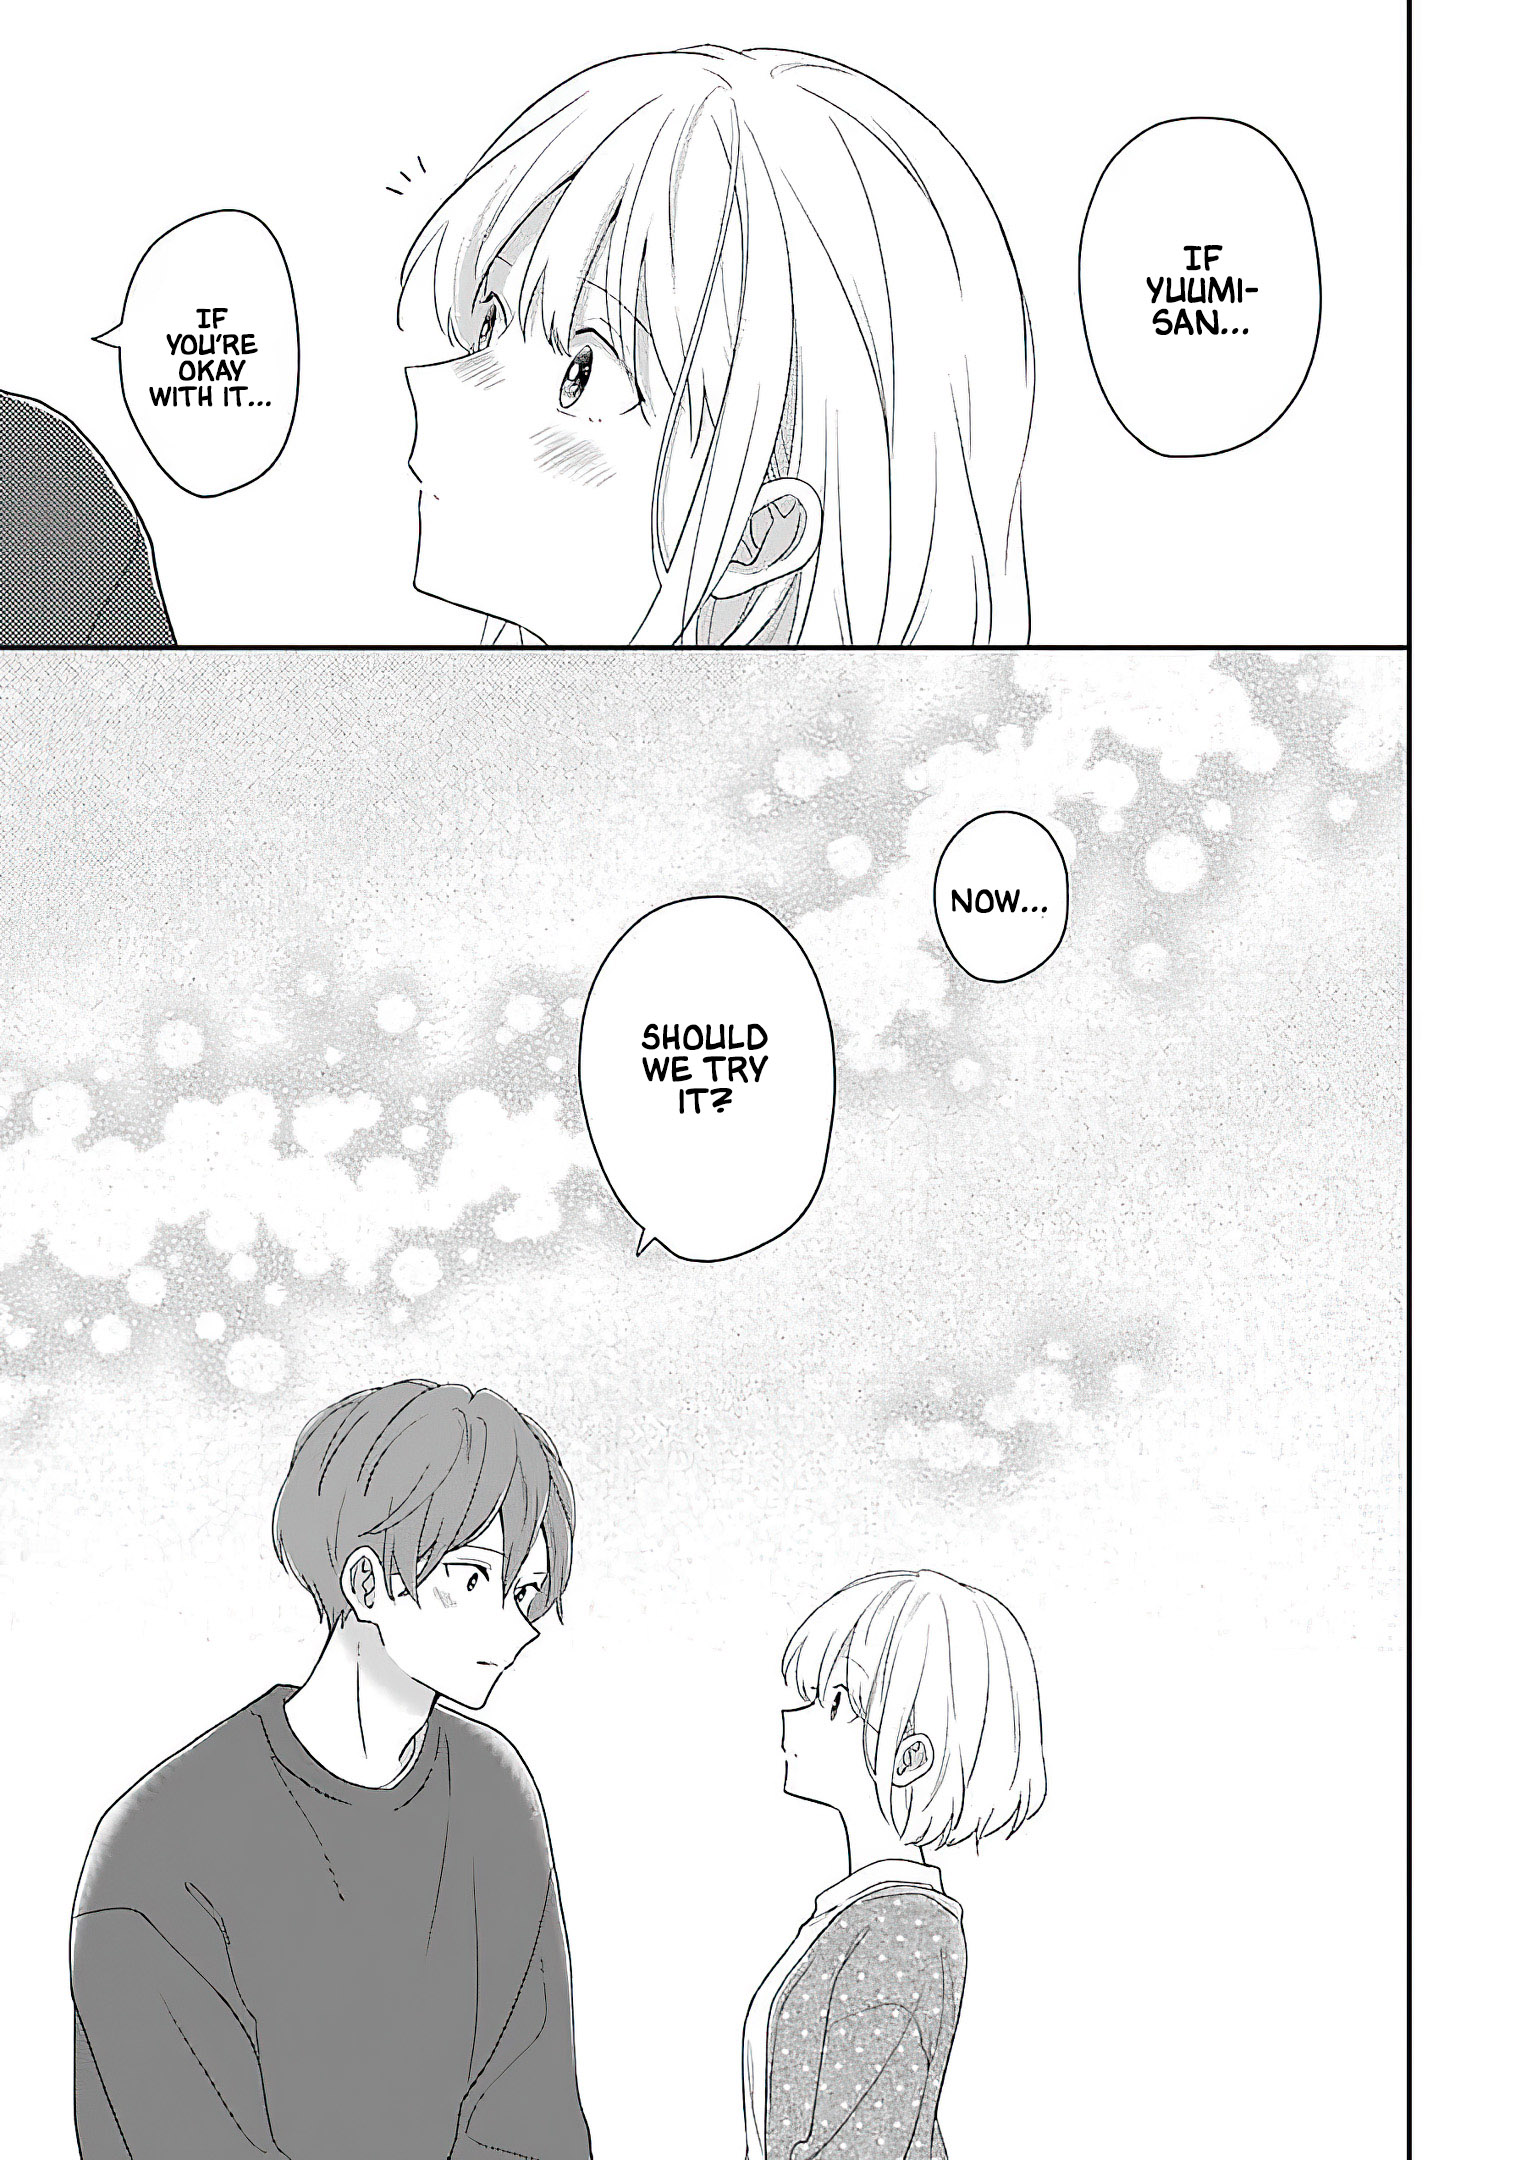 IF
YUUMI-
SAN...
IF
YOU'RE
OKAY
WITH IT...
NOW...
SHOULD
WE TRY
IT?